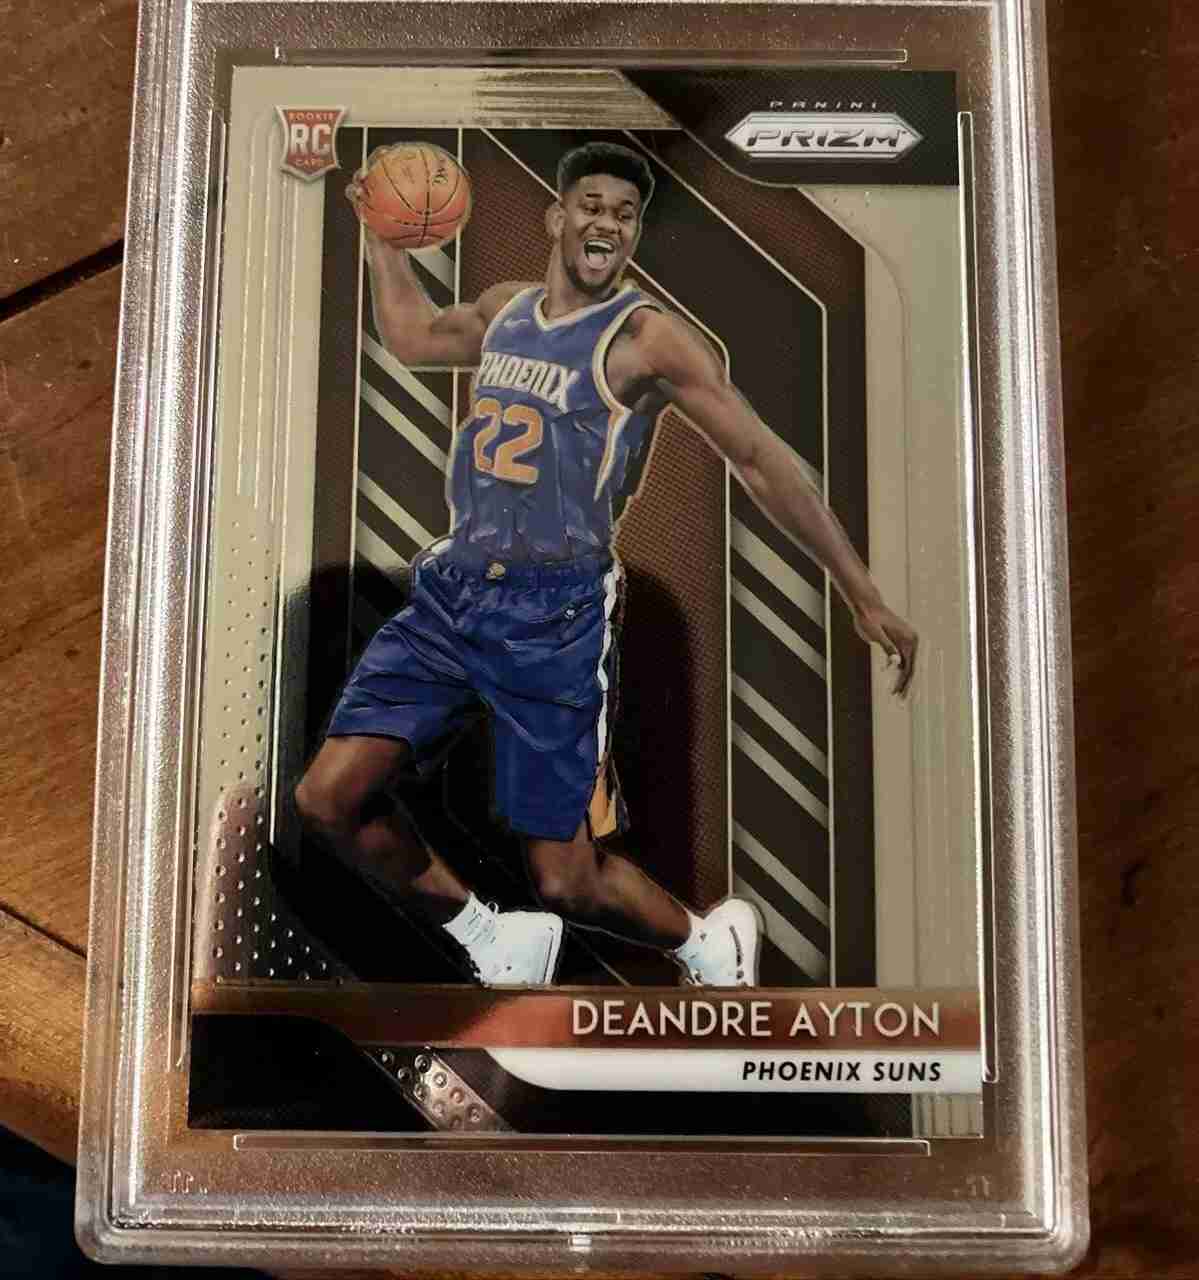 PANINI
PRIZM
ROOKIE
RC
CARD
PHOENIX
22
DEANDRE AYTON
PHOENIX SUNS